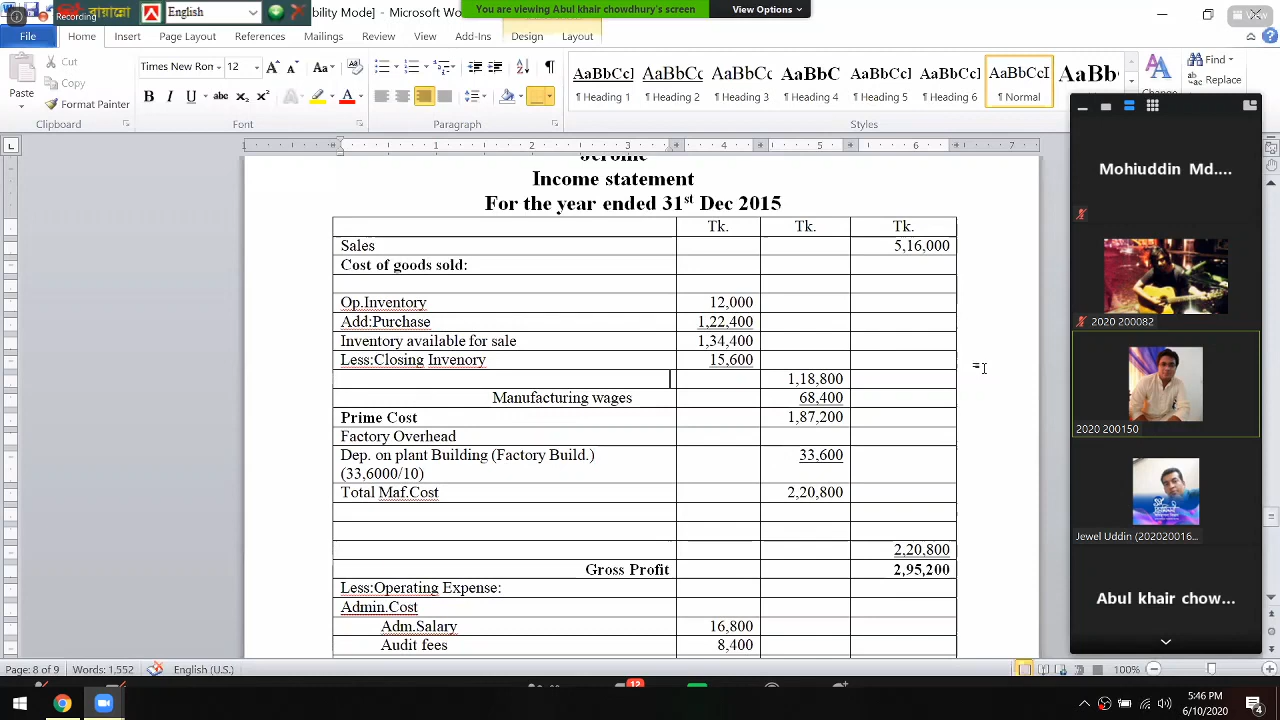 Recording
বায়ান্নো
English
bility Mode] - Microsoft Wo
You are viewing Abul khair chowdhury's screen
View Options
File Home Insert Page Layout References Mailings Review View Add-Ins Design Layout
Paste
Cut
Copy
Format Painter
Clipboard
Times New Ron 12
Font
Paragraph
AaBbCcI AaBbCcI AaBbCcI AaBbC AaBbCcI AaBbCcI AaBbCcI AaBb
¶ Heading 1 ¶ Heading 2 ¶ Heading 3 ¶ Heading 4 ¶ Heading 5 ¶ Heading 6 ¶ Normal
Styles
Change
Find
Replace
Jerome
Income statement
For the year ended 31st Dec 2015
Tk. Tk. Tk.
Sales 5,16,000
Cost of goods sold:
Op.Inventory 12,000
Add:Purchase 1,22,400
Inventory available for sale 1,34,400
Less:Closing Invenory 15,600
1,18,800
Manufacturing wages 68,400
Prime Cost 1,87,200
Factory Overhead
Dep. on plant Building (Factory Build.) 33,600
(33,6000/10)
Total Maf.Cost 2,20,800
2,20,800
Gross Profit 2,95,200
Less:Operating Expense:
Admin.Cost
Adm.Salary 16,800
Audit fees 8,400
Mohiuddin Md....
2020 200082
2020 200150
Jewel Uddin (202020016...
Abul khair chow...
Page: 8 of 9 Words: 1,552 English (U.S.) 100%
12
5:46 PM
6/10/2020
4